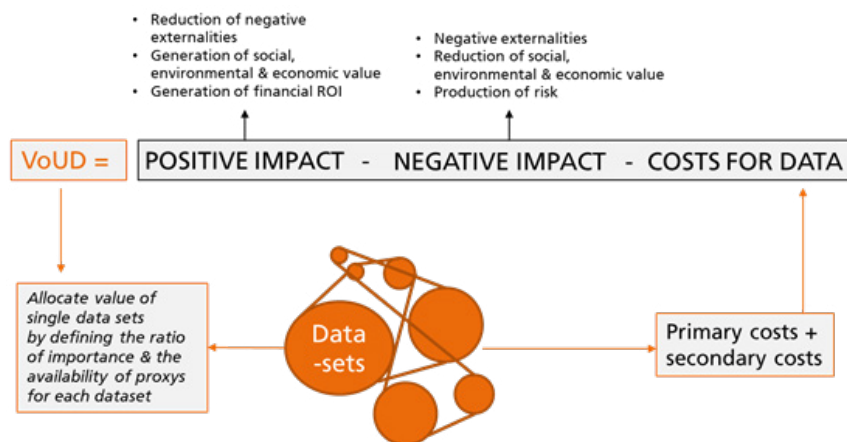 • Reduction of negative
externalities
• Generation of social,
environmental & economic value
• Generation of financial ROI
• Negative externalities
• Reduction of social,
environmental & economic value
• Production of risk
VoUD = POSITIVE IMPACT - NEGATIVE IMPACT - COSTS FOR DATA
Allocate value of
single data sets
by defining the ratio
of importance & the
availability of proxys
for each dataset
Data
-sets
Primary costs +
secondary costs